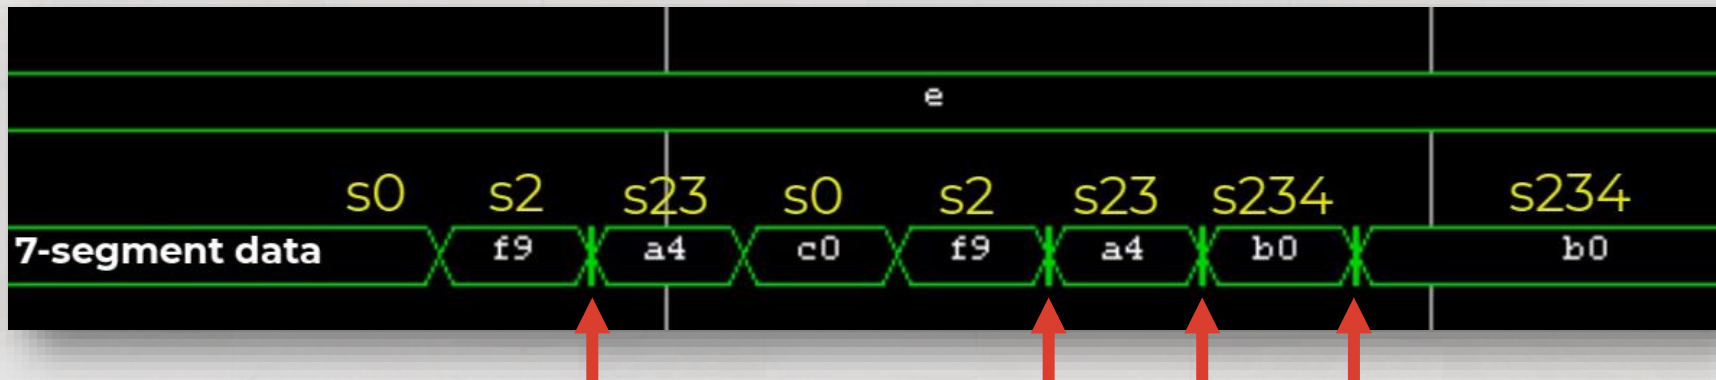 e
s0 s2 s23 s0 s2 s23 s234 s234
7-segment data f9 a4 c0 f9 a4 b0 b0